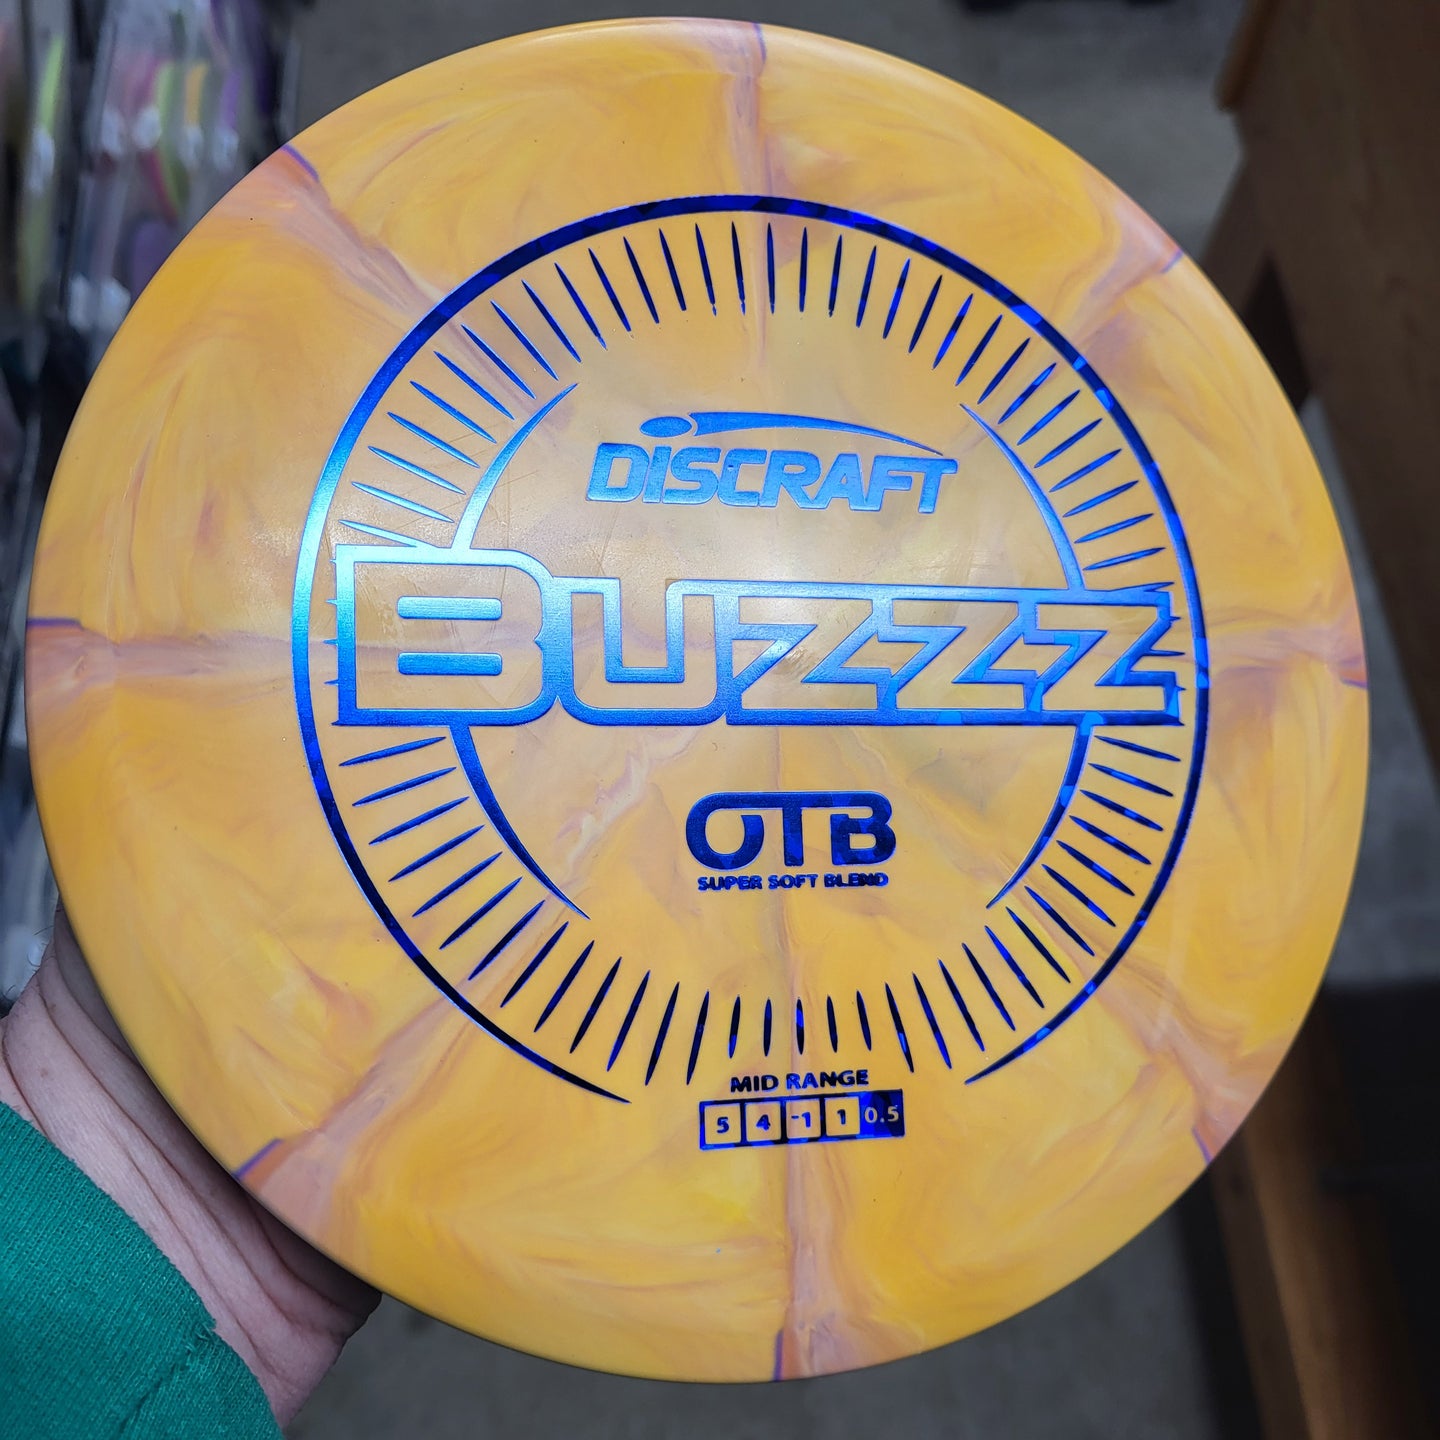 DISCRAFT
BUZZZ
OTB
SUPER SOFT BLEND
MID RANGE
5 4 -1 1 0.5